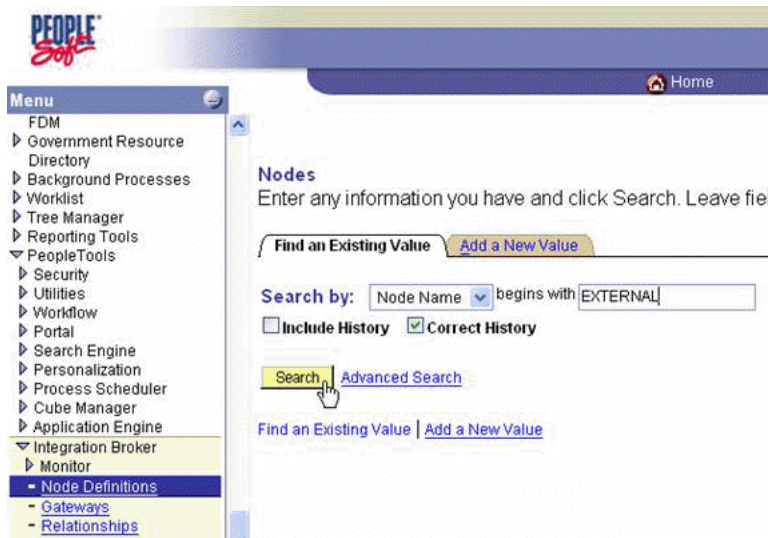 PEOPLE
Soft
Home
Menu
FDM
Government Resource
Directory
Background Processes
Worklist
Tree Manager
Reporting Tools
PeopleTools
Security
Utilities
Workflow
Portal
Search Engine
Personalization
Process Scheduler
Cube Manager
Application Engine
Integration Broker
Monitor
Node Definitions
Gateways
Relationships
Nodes
Enter any information you have and click Search. Leave fie
Find an Existing Value Add a New Value
Search by: Node Name begins with EXTERNAL
Include History Correct History
Search Advanced Search
Find an Existing Value | Add a New Value